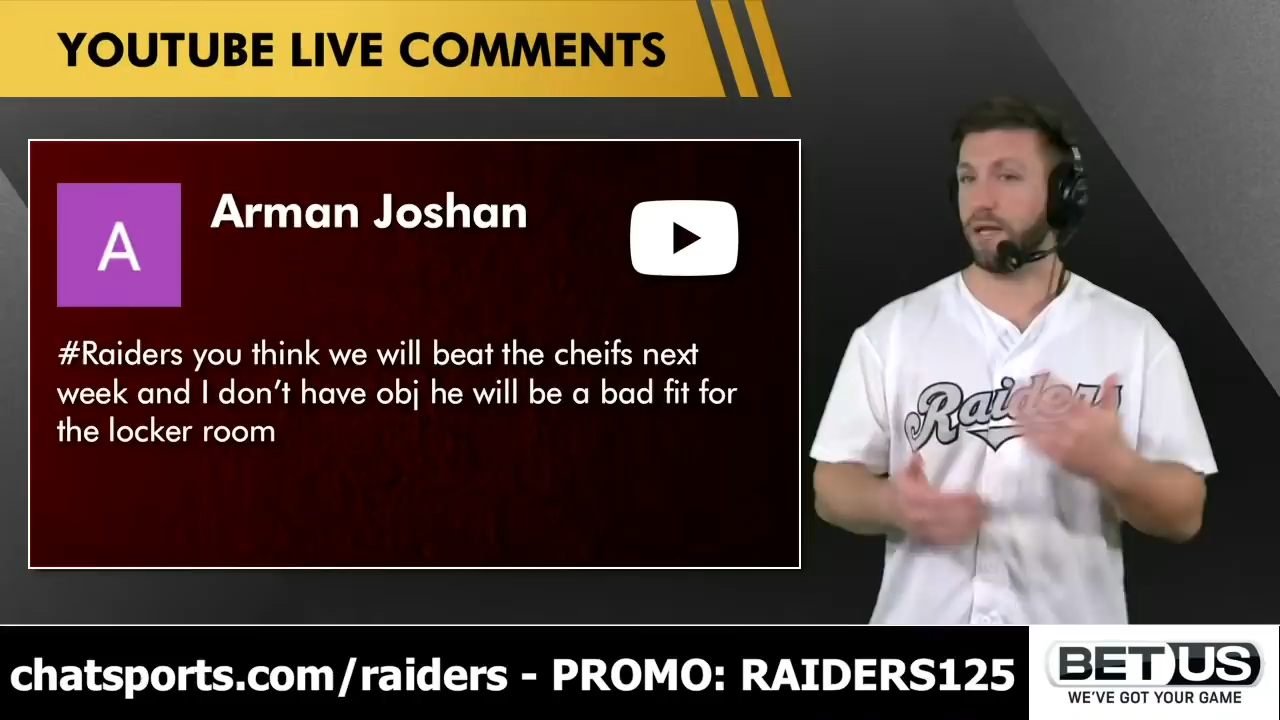 YOUTUBE LIVE COMMENTS
A
Arman Joshan
#Raiders you think we will beat the cheifs next
week and I don't have obj he will be a bad fit for
the locker room
Raiders
chatsports.com/raiders - PROMO: RAIDERS125
BETUS
WE'VE GOT YOUR GAME